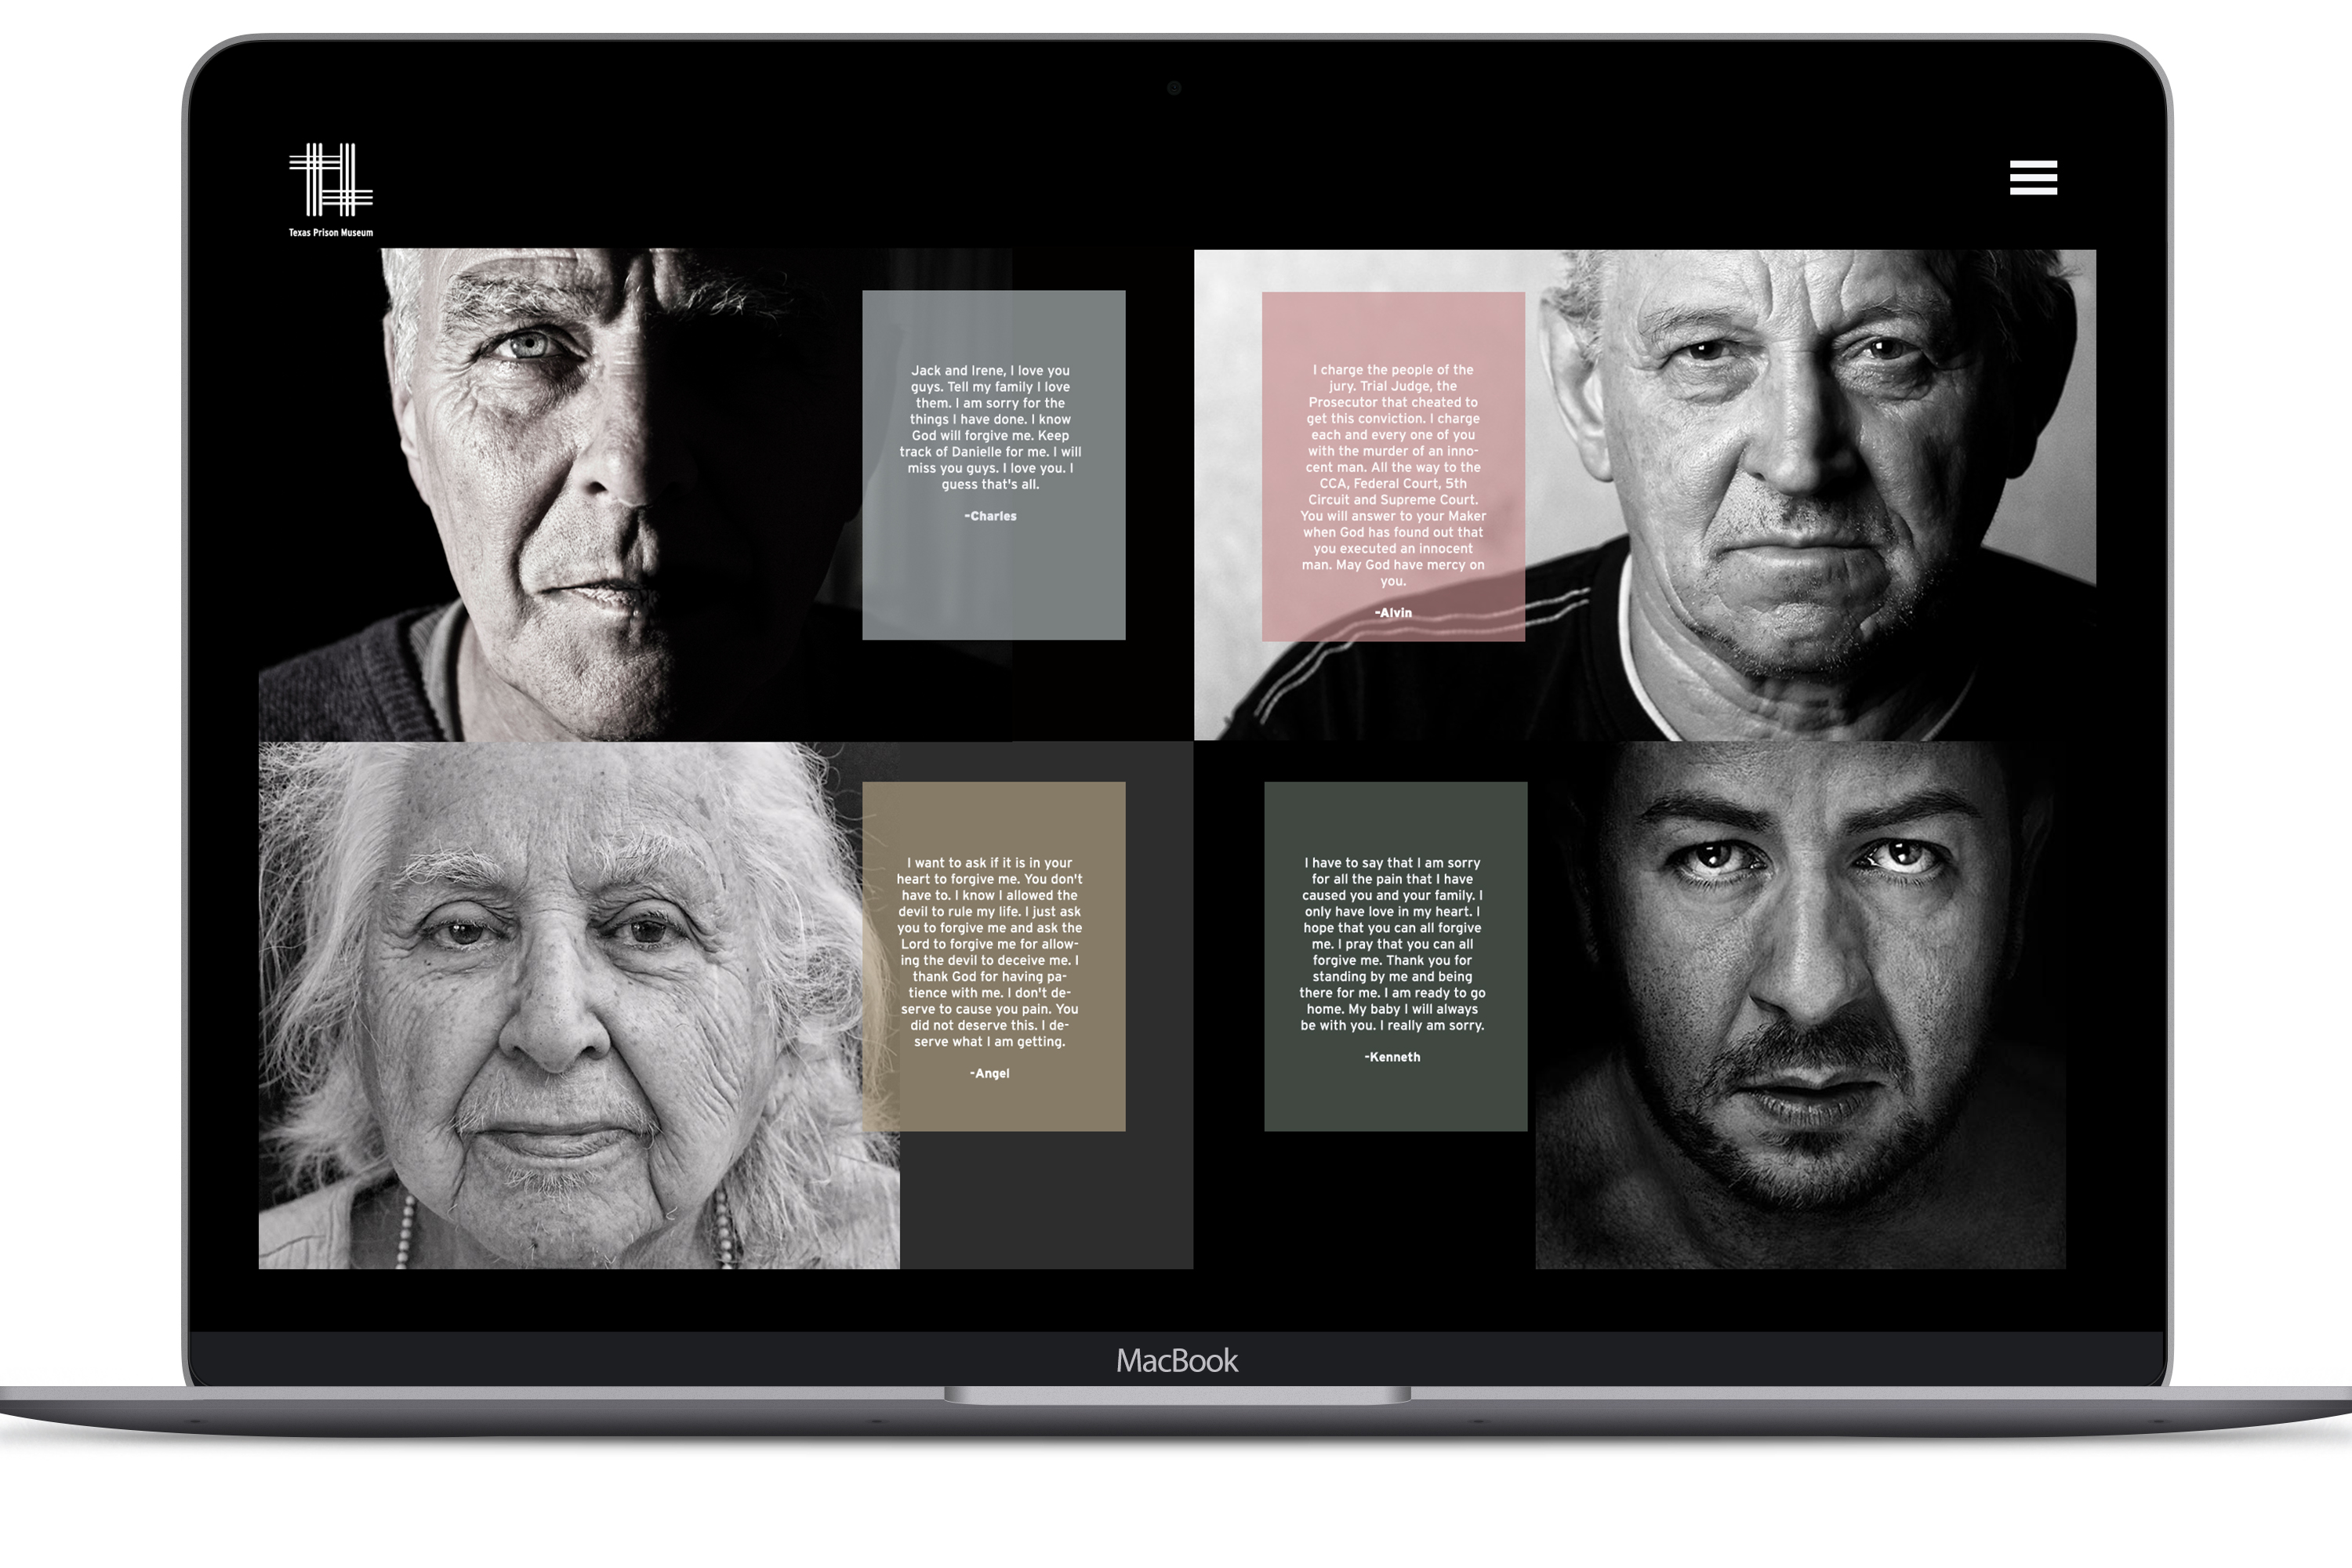 Texas Prison Museum
Jack and Irene, I love you
guys. Tell my family I love
them. I am sorry for the
things I have done. I know
God will forgive me. Keep
track of Danielle for me. I will
miss you guys. I love you. I
guess that's all.
-Charles
I charge the people of the
jury. Trial Judge, the
Prosecutor that cheated to
get this conviction. I charge
each and every one of you
with the murder of an inno-
cent man. All the way to the
CCA, Federal Court, 5th
Circuit and Supreme Court.
You will answer to your Maker
when God has found out that
you executed an innocent
man. May God have mercy on
you.
-Alvin
I want to ask if it is in your
heart to forgive me. You don't
have to. I know I allowed the
devil to rule my life. I just ask
you to forgive me and ask the
Lord to forgive me for allow-
ing the devil to deceive me. I
thank God for having pa-
tience with me. I don't de-
serve to cause you pain. You
did not deserve this. I de-
serve what I am getting.
-Angel
I have to say that I am sorry
for all the pain that I have
caused you and your family. I
only have love in my heart. I
hope that you can all forgive
me. I pray that you can all
forgive me. Thank you for
standing by me and being
there for me. I am ready to go
home. My baby I will always
be with you. I really am sorry.
-Kenneth
MacBook